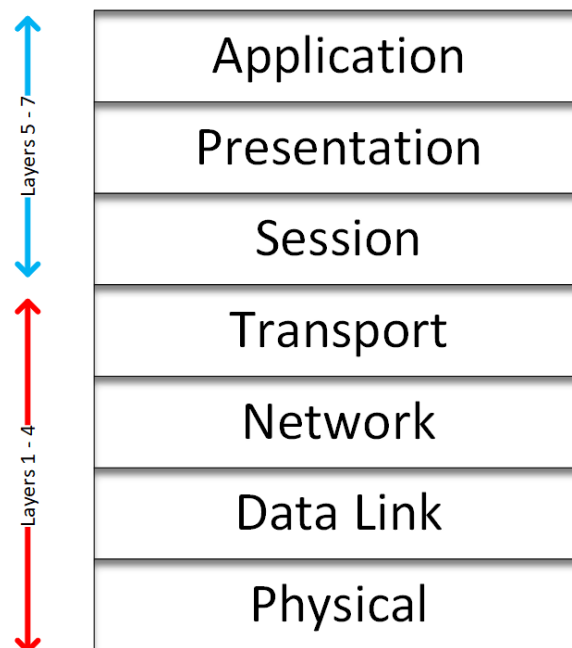 Application
Presentation
Session
Transport
Network
Data Link
Physical
Layers 5 - 7
Layers 1 - 4